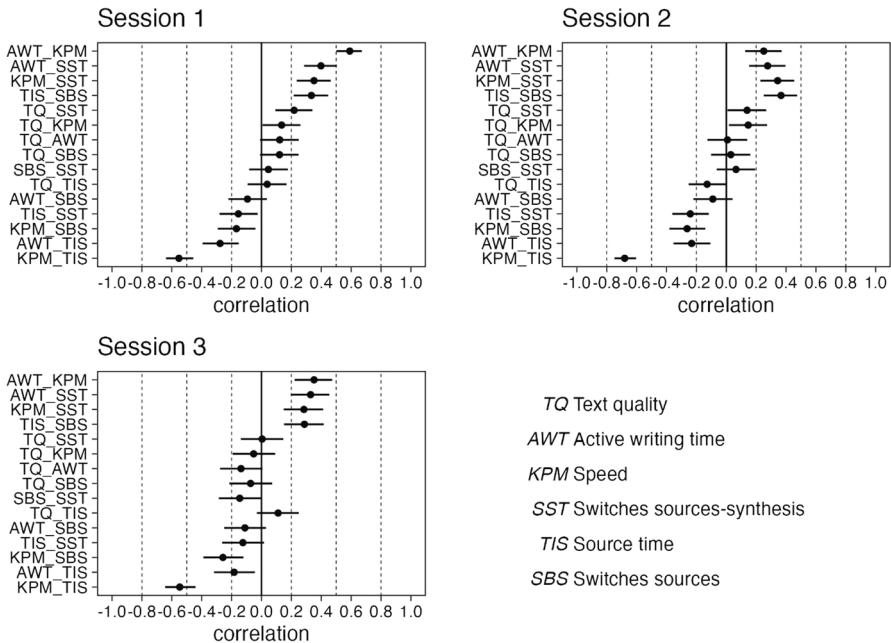 Session 1
AWT_KPM
AWT_SST
KPM_SST
TIS_SBS
TQ_SST
TQ_KPM
TQ_AWT
TQ_SBS
SBS_SST
TQ_TIS
AWT_SBS
TIS_SST
KPM_SBS
AWT_TIS
KPM_TIS
-1.0 -0.8 -0.6 -0.4 -0.2 0.0 0.2 0.4 0.6 0.8 1.0
correlation
Session 2
AWT_KPM
AWT_SST
KPM_SST
TIS_SBS
TQ_SST
TQ_KPM
TQ_AWT
TQ_SBS
SBS_SST
TQ_TIS
AWT_SBS
TIS_SST
KPM_SBS
AWT_TIS
KPM_TIS
-1.0 -0.8 -0.6 -0.4 -0.2 0.0 0.2 0.4 0.6 0.8 1.0
correlation
Session 3
AWT_KPM
AWT_SST
KPM_SST
TIS_SBS
TQ_SST
TQ_KPM
TQ_AWT
TQ_SBS
SBS_SST
TQ_TIS
AWT_SBS
TIS_SST
KPM_SBS
AWT_TIS
KPM_TIS
-1.0 -0.8 -0.6 -0.4 -0.2 0.0 0.2 0.4 0.6 0.8 1.0
correlation
TQ Text quality
AWT Active writing time
KPM Speed
SST Switches sources-synthesis
TIS Source time
SBS Switches sources